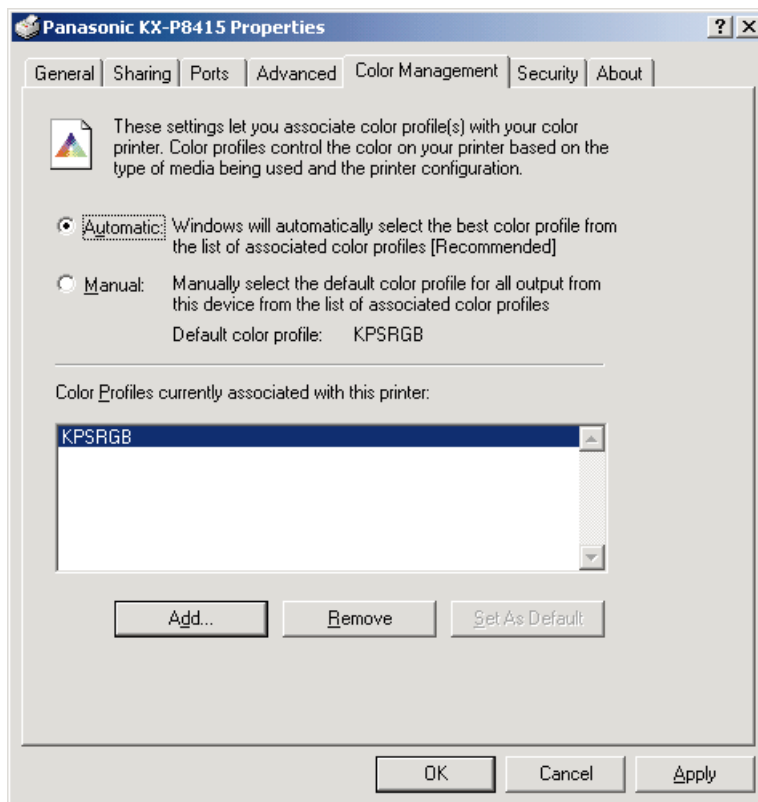 Panasonic KX-P8415 Properties
General Sharing Ports Advanced Color Management Security About
These settings let you associate color profile(s) with your color
printer. Color profiles control the color on your printer based on the
type of media being used and the printer configuration.
Automatic: Windows will automatically select the best color profile from
the list of associated color profiles [Recommended]
Manual: Manually select the default color profile for all output from
this device from the list of associated color profiles
Default color profile: KPSRGB
Color Profiles currently associated with this printer:
KPSRGB
Add... Remove Set As Default
OK Cancel Apply